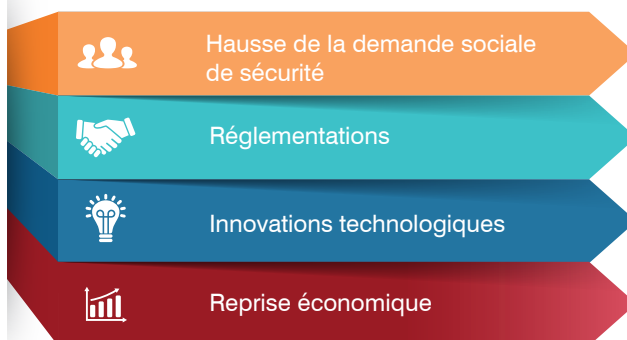 Hausse de la demande sociale
de sécurité
Réglementations
Innovations technologiques
Reprise économique